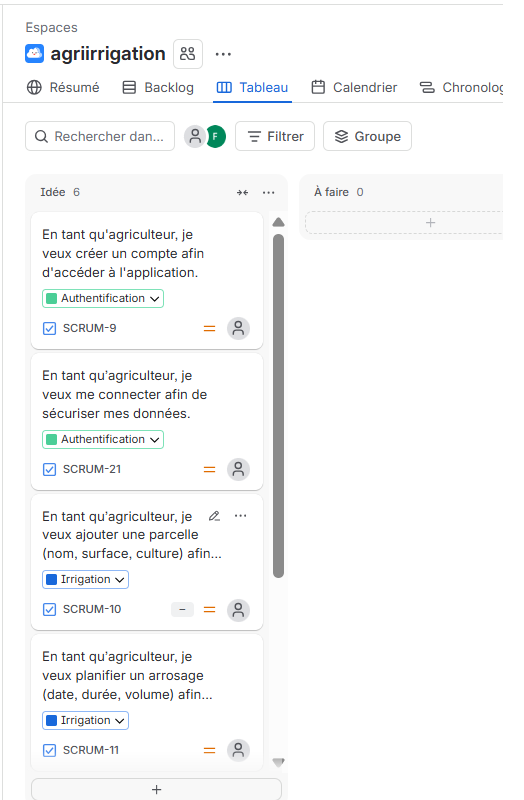 Espaces
agriirrigation
Résumé Backlog Tableau Calendrier Chronolog
Rechercher dan... F Filtrer Groupe
Idée 6
À faire 0
En tant qu'agriculteur, je
veux créer un compte afin
d'accéder à l'application.
Authentification
SCRUM-9
En tant qu'agriculteur, je
veux me connecter afin de
sécuriser mes données.
Authentification
SCRUM-21
En tant qu'agriculteur, je
veux ajouter une parcelle
(nom, surface, culture) afin...
Irrigation
SCRUM-10 –
En tant qu'agriculteur, je
veux planifier un arrosage
(date, durée, volume) afin...
Irrigation
SCRUM-11